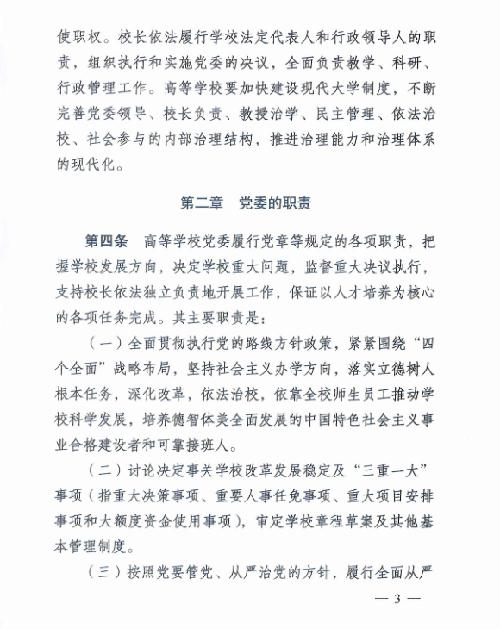 使职权。校长依法履行学校法定代表人和行政领导人的职
责，组织执行和实施党委的决议，全面负责教学、科研、
行政管理工作。高等学校要加快建设现代大学制度，不断
完善党委领导、校长负责、教授治学、民主管理、依法治
校、社会参与的内部治理结构，推进治理能力和治理体系
的现代化。
第二章　党委的职责
第四条　高等学校党委履行党章等规定的各项职责，把
握学校发展方向，决定学校重大问题，监督重大决议执行，
支持校长依法独立负责地开展工作，保证以人才培养为核心
的各项任务完成。其主要职责是：
（一）全面贯彻执行党的路线方针政策，紧紧围绕“四
个全面”战略布局，坚持社会主义办学方向，落实立德树人
根本任务，深化改革，依法治校，依靠全校师生员工推动学
校科学发展，培养德智体美全面发展的中国特色社会主义事
业合格建设者和可靠接班人。
（二）讨论决定事关学校改革发展稳定及“三重一大”
事项（指重大决策事项、重要人事任免事项、重大项目安排
事项和大额度资金使用事项），审定学校章程草案及其他基
本管理制度。
（三）按照党要管党、从严治党的方针，履行全面从严
— 3 —